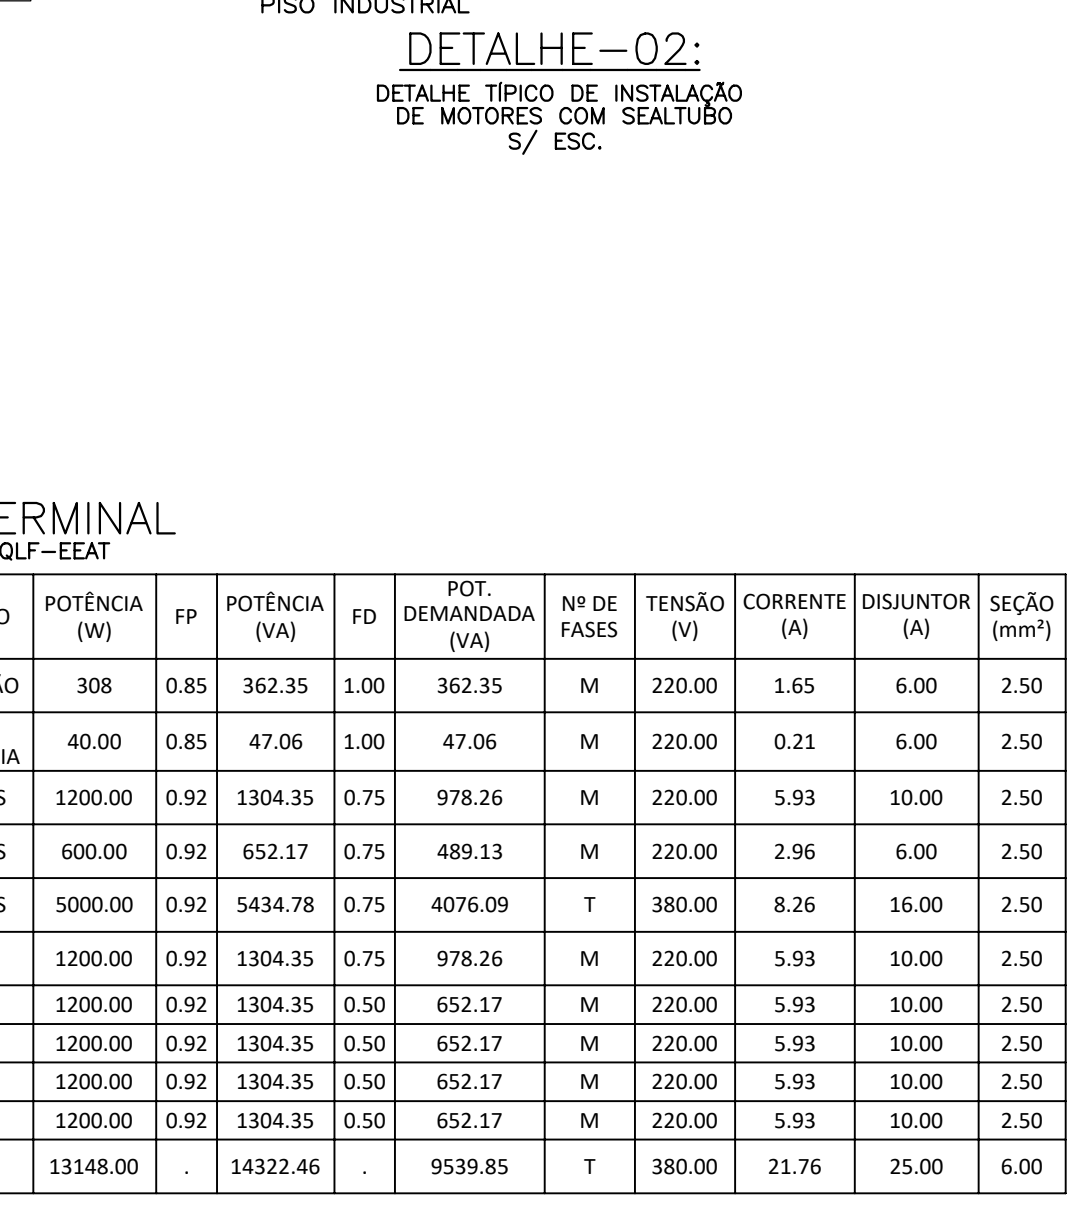 PISO INDUSTRIAL
DETALHE-02:
DETALHE TÍPICO DE INSTALAÇÃO
DE MOTORES COM SEALTUBO
S/ ESC.
ERMINAL
QLF-EEAT
O POTÊNCIA (W) FP POTÊNCIA (VA) FD POT. DEMANDADA (VA) Nº DE FASES TENSÃO (V) CORRENTE (A) DISJUNTOR (A) SEÇÃO (mm²)
ÃO 308 0.85 362.35 1.00 362.35 M 220.00 1.65 6.00 2.50
IA 40.00 0.85 47.06 1.00 47.06 M 220.00 0.21 6.00 2.50
S 1200.00 0.92 1304.35 0.75 978.26 M 220.00 5.93 10.00 2.50
S 600.00 0.92 652.17 0.75 489.13 M 220.00 2.96 6.00 2.50
S 5000.00 0.92 5434.78 0.75 4076.09 T 380.00 8.26 16.00 2.50
1200.00 0.92 1304.35 0.75 978.26 M 220.00 5.93 10.00 2.50
1200.00 0.92 1304.35 0.50 652.17 M 220.00 5.93 10.00 2.50
1200.00 0.92 1304.35 0.50 652.17 M 220.00 5.93 10.00 2.50
1200.00 0.92 1304.35 0.50 652.17 M 220.00 5.93 10.00 2.50
1200.00 0.92 1304.35 0.50 652.17 M 220.00 5.93 10.00 2.50
13148.00 . 14322.46 . 9539.85 T 380.00 21.76 25.00 6.00